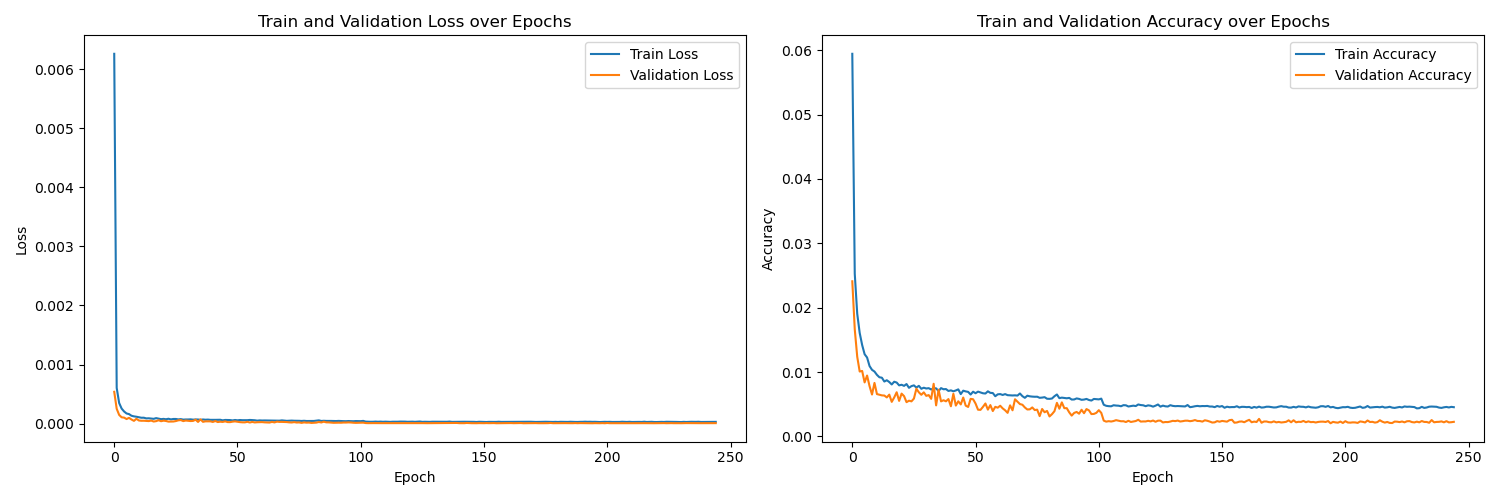 Train and Validation Loss over Epochs
Train Loss
Validation Loss
0.006
0.005
0.004
0.003
0.002
0.001
0.000
Loss
0
50
100
150
200
250
Epoch
Train and Validation Accuracy over Epochs
Train Accuracy
Validation Accuracy
0.06
0.05
0.04
0.03
0.02
0.01
0.00
Accuracy
0
50
100
150
200
250
Epoch